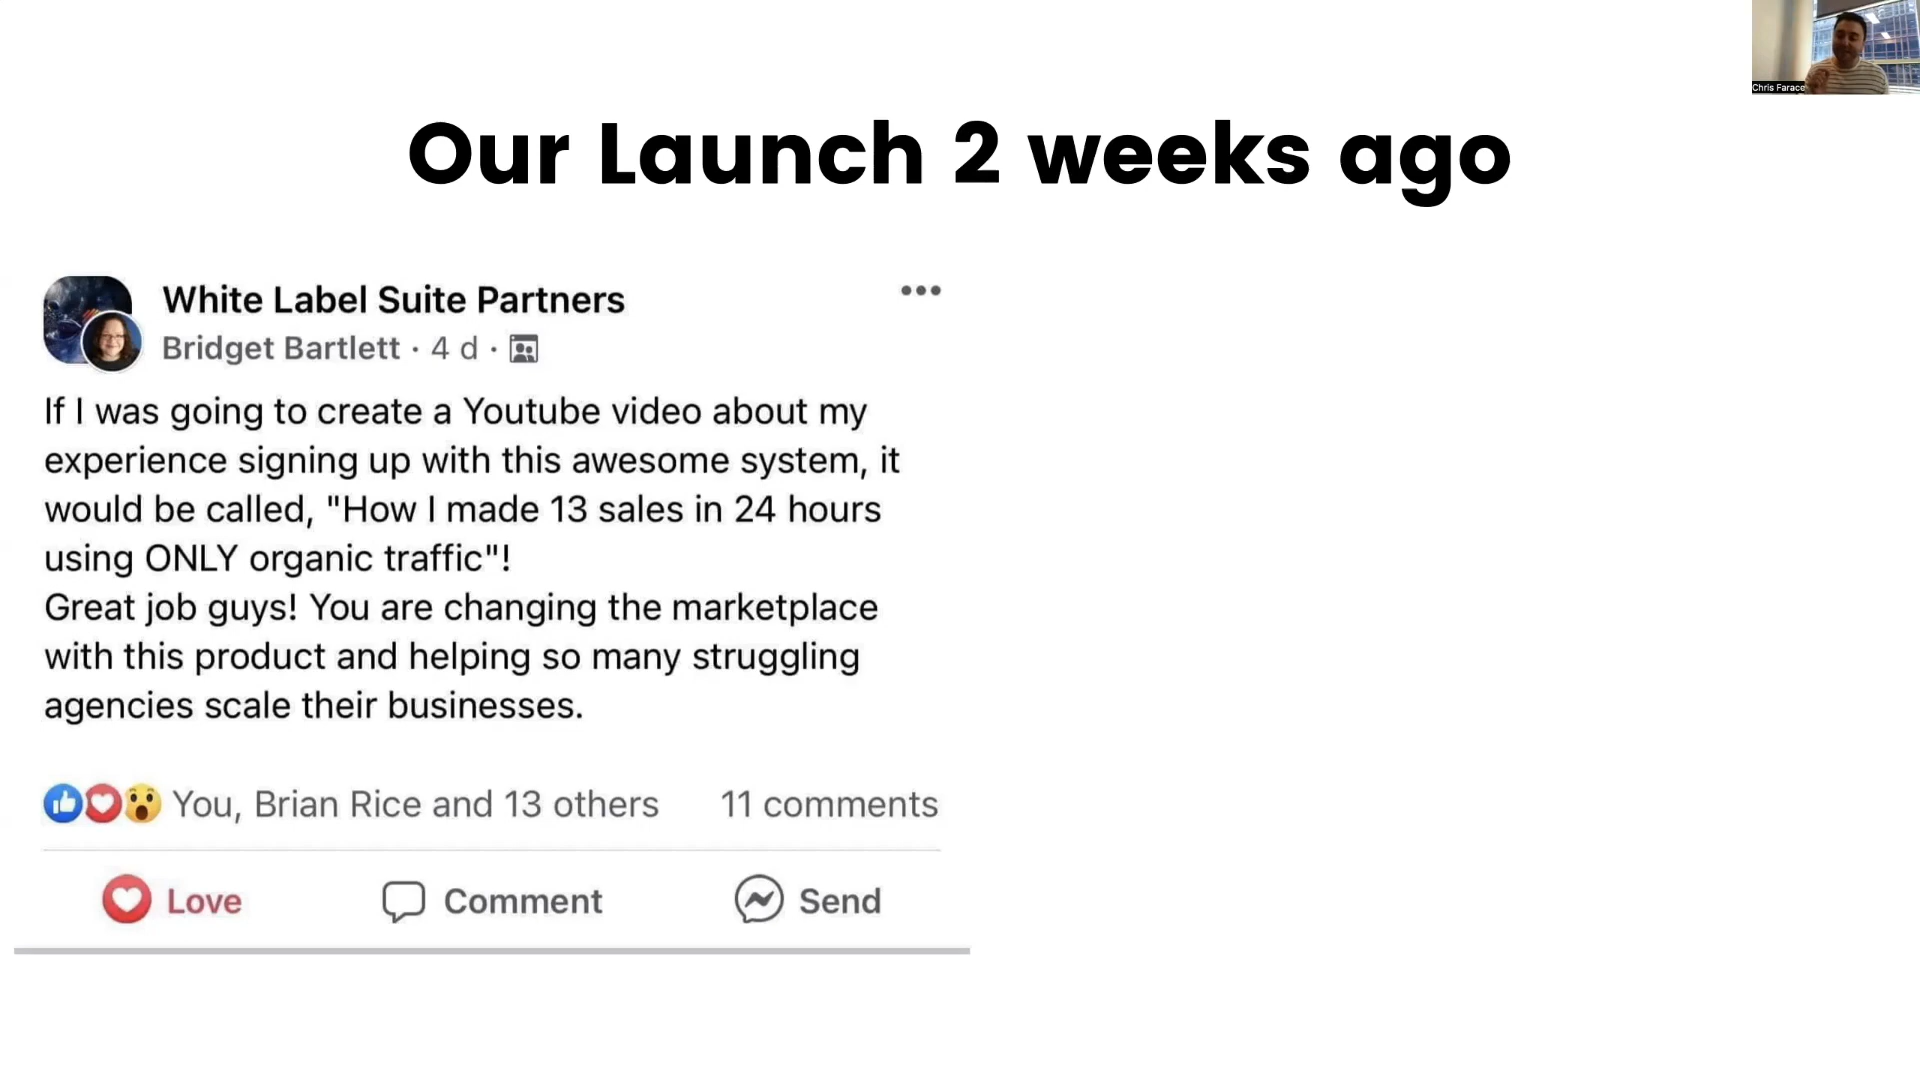 Chris Farace
Our Launch 2 weeks ago
White Label Suite Partners
Bridget Bartlett · 4 d ·
If I was going to create a Youtube video about my
experience signing up with this awesome system, it
would be called, "How I made 13 sales in 24 hours
using ONLY organic traffic"!
Great job guys! You are changing the marketplace
with this product and helping so many struggling
agencies scale their businesses.
You, Brian Rice and 13 others 11 comments
Love Comment Send